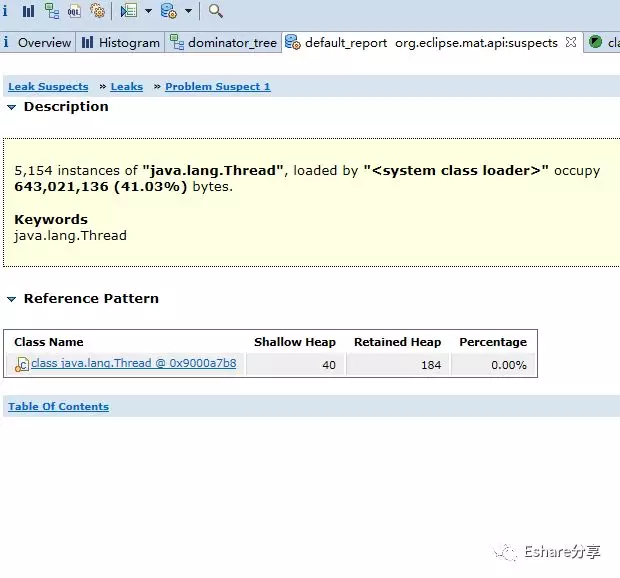 Overview Histogram dominator_tree default_report org.eclipse.mat.api:suspects cla
Leak Suspects » Leaks » Problem Suspect 1
Description
5,154 instances of "java.lang.Thread", loaded by "<system class loader>" occupy
643,021,136 (41.03%) bytes.
Keywords
java.lang.Thread
Reference Pattern
Class Name Shallow Heap Retained Heap Percentage
class java.lang.Thread @ 0x9000a7b8 40 184 0.00%
Table Of Contents
Eshare分享